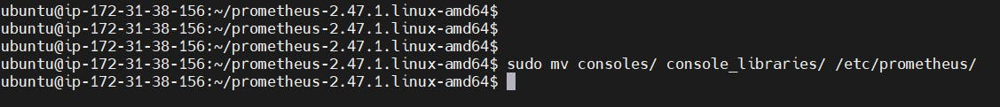 ubuntu@ip-172-31-38-156:~/prometheus-2.47.1.linux-amd64$
ubuntu@ip-172-31-38-156:~/prometheus-2.47.1.linux-amd64$
ubuntu@ip-172-31-38-156:~/prometheus-2.47.1.linux-amd64$
ubuntu@ip-172-31-38-156:~/prometheus-2.47.1.linux-amd64$ sudo mv consoles/ console_libraries/ /etc/prometheus/
ubuntu@ip-172-31-38-156:~/prometheus-2.47.1.linux-amd64$